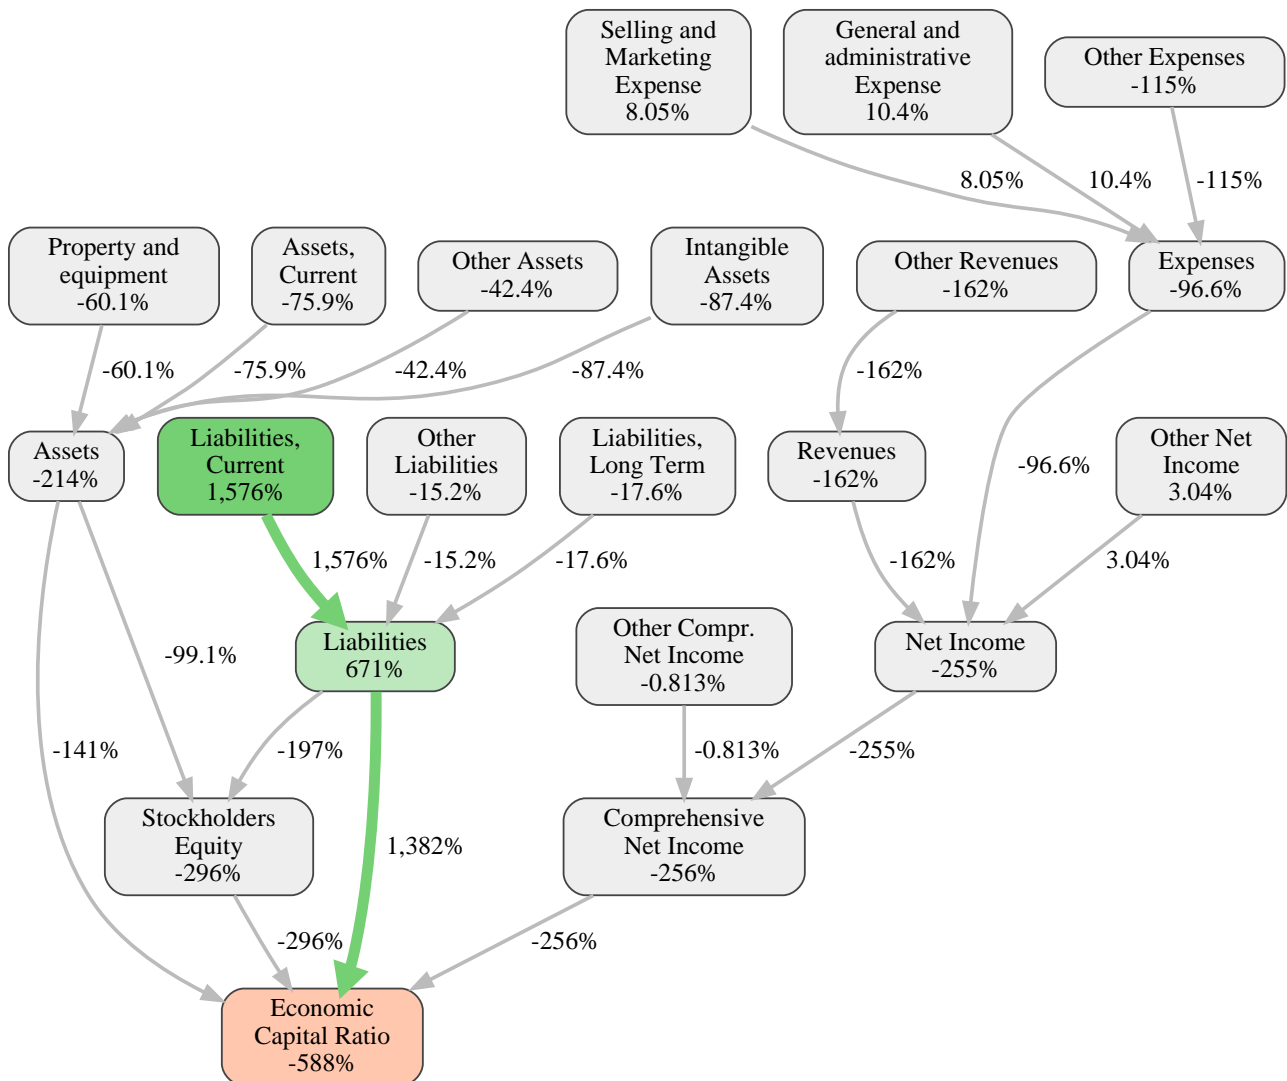 Selling and
Marketing
Expense
8.05%
General and
administrative
Expense
10.4%
Other Expenses
-115%
8.05%
10.4%
-115%
Property and
equipment
-60.1%
Assets,
Current
-75.9%
Other Assets
-42.4%
Intangible
Assets
-87.4%
Other Revenues
-162%
Expenses
-96.6%
-60.1%
-75.9%
-42.4%
-87.4%
-162%
Assets
-214%
Liabilities,
Current
1,576%
Other
Liabilities
-15.2%
Liabilities,
Long Term
-17.6%
Revenues
-162%
-96.6%
Other Net
Income
3.04%
1,576%
-15.2%
-17.6%
-162%
3.04%
-99.1%
Liabilities
671%
Other Compr.
Net Income
-0.813%
Net Income
-255%
-141%
-197%
-0.813%
-255%
Stockholders
Equity
-296%
1,382%
Comprehensive
Net Income
-256%
-296%
-256%
Economic
Capital Ratio
-588%